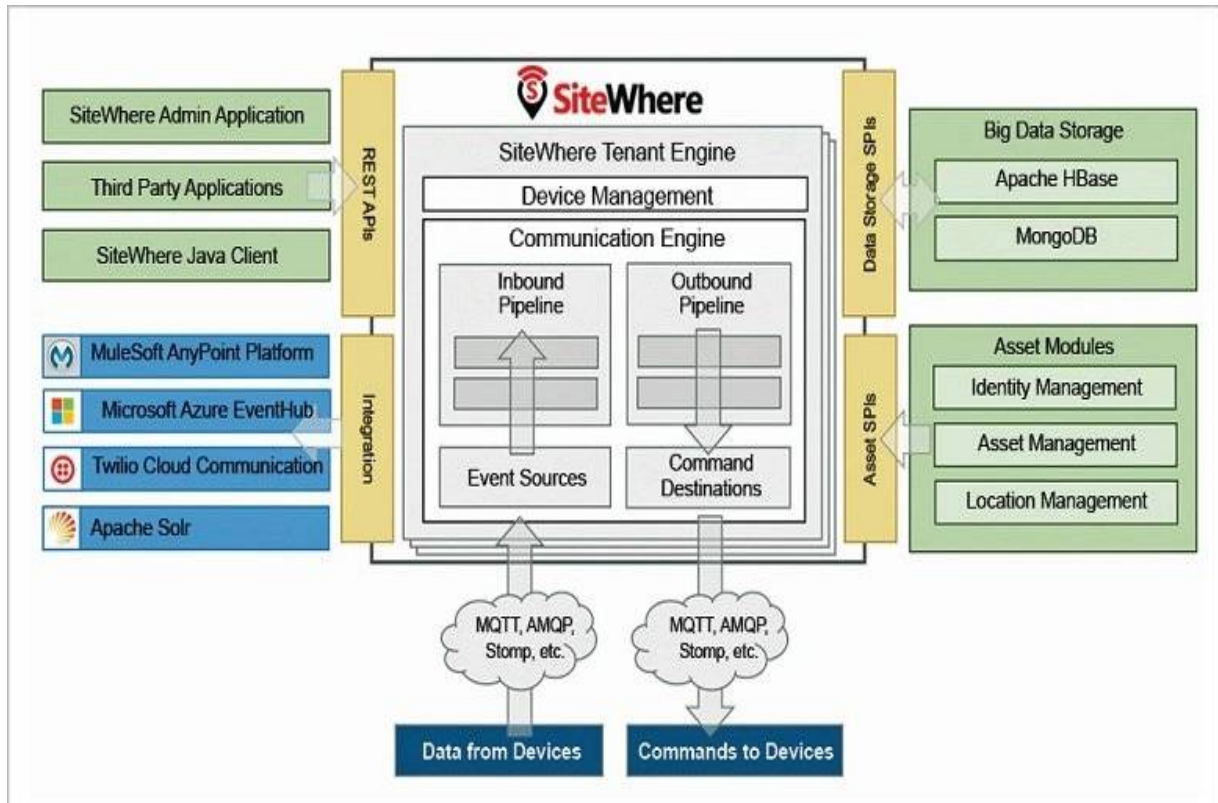 SiteWhere
SiteWhere Admin Application
Third Party Applications
SiteWhere Java Client
REST APIs
MuleSoft AnyPoint Platform
Microsoft Azure EventHub
Twilio Cloud Communication
Apache Solr
Integration
SiteWhere Tenant Engine
Device Management
Communication Engine
Inbound
Pipeline
Outbound
Pipeline
Event Sources
Command
Destinations
Data Storage SPIs
Big Data Storage
Apache HBase
MongoDB
Asset SPIs
Asset Modules
Identity Management
Asset Management
Location Management
MQTT, AMQP,
Stomp, etc.
MQTT, AMQP,
Stomp, etc.
Data from Devices
Commands to Devices